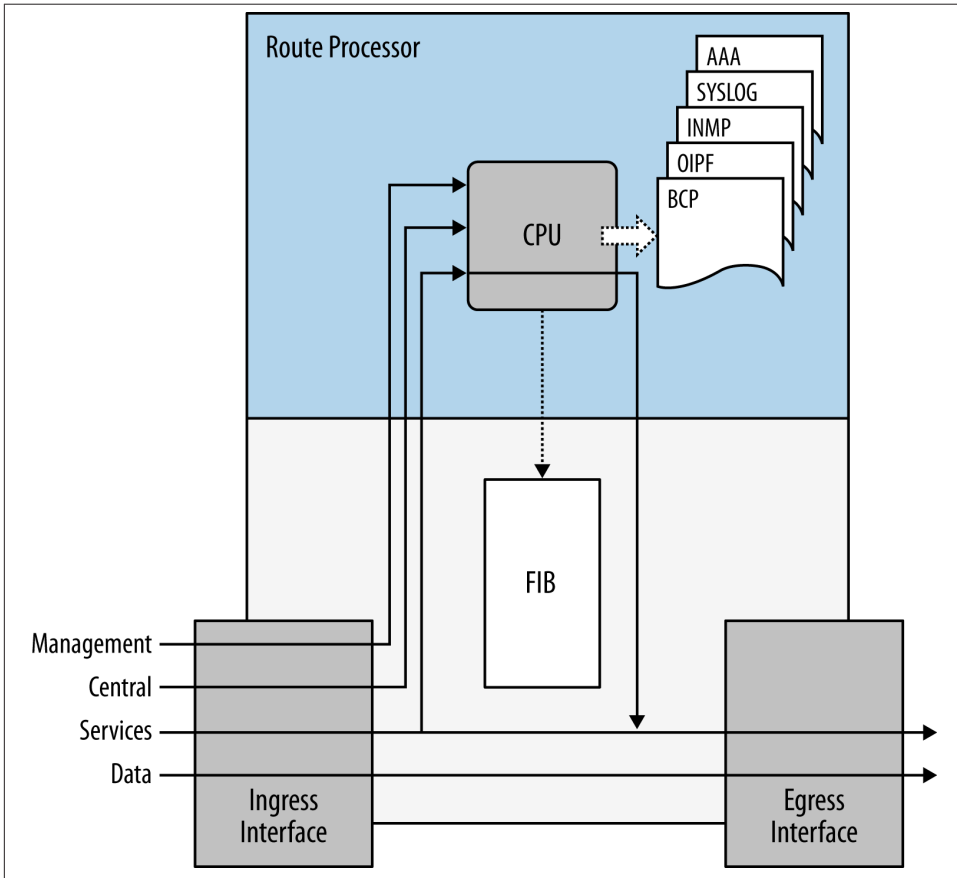 Route Processor
AAA
SYSLOG
INMP
OIPF
BCP
CPU
FIB
Management
Central
Services
Data
Ingress
Interface
Egress
Interface